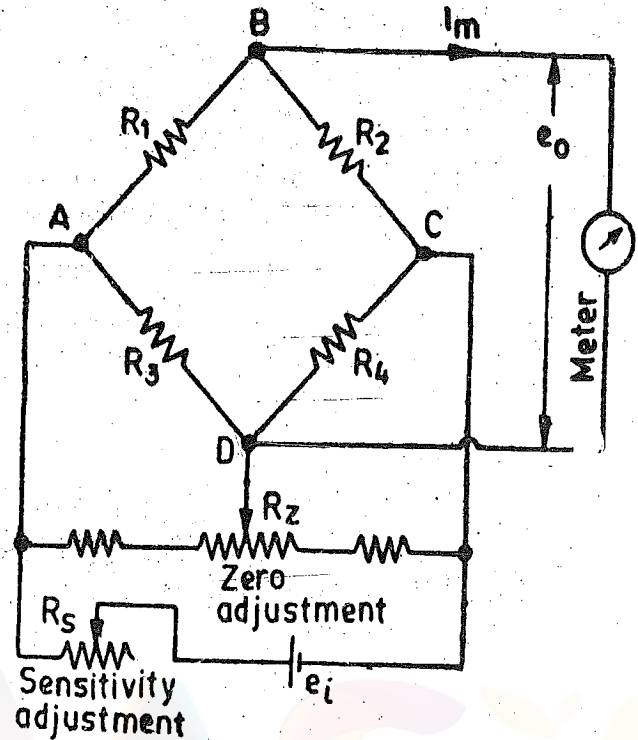 B
Im
R1
R2
eo
A
C
R3
R4
Meter
D
Rz
Zero
adjustment
Rs
ei
Sensitivity
adjustment